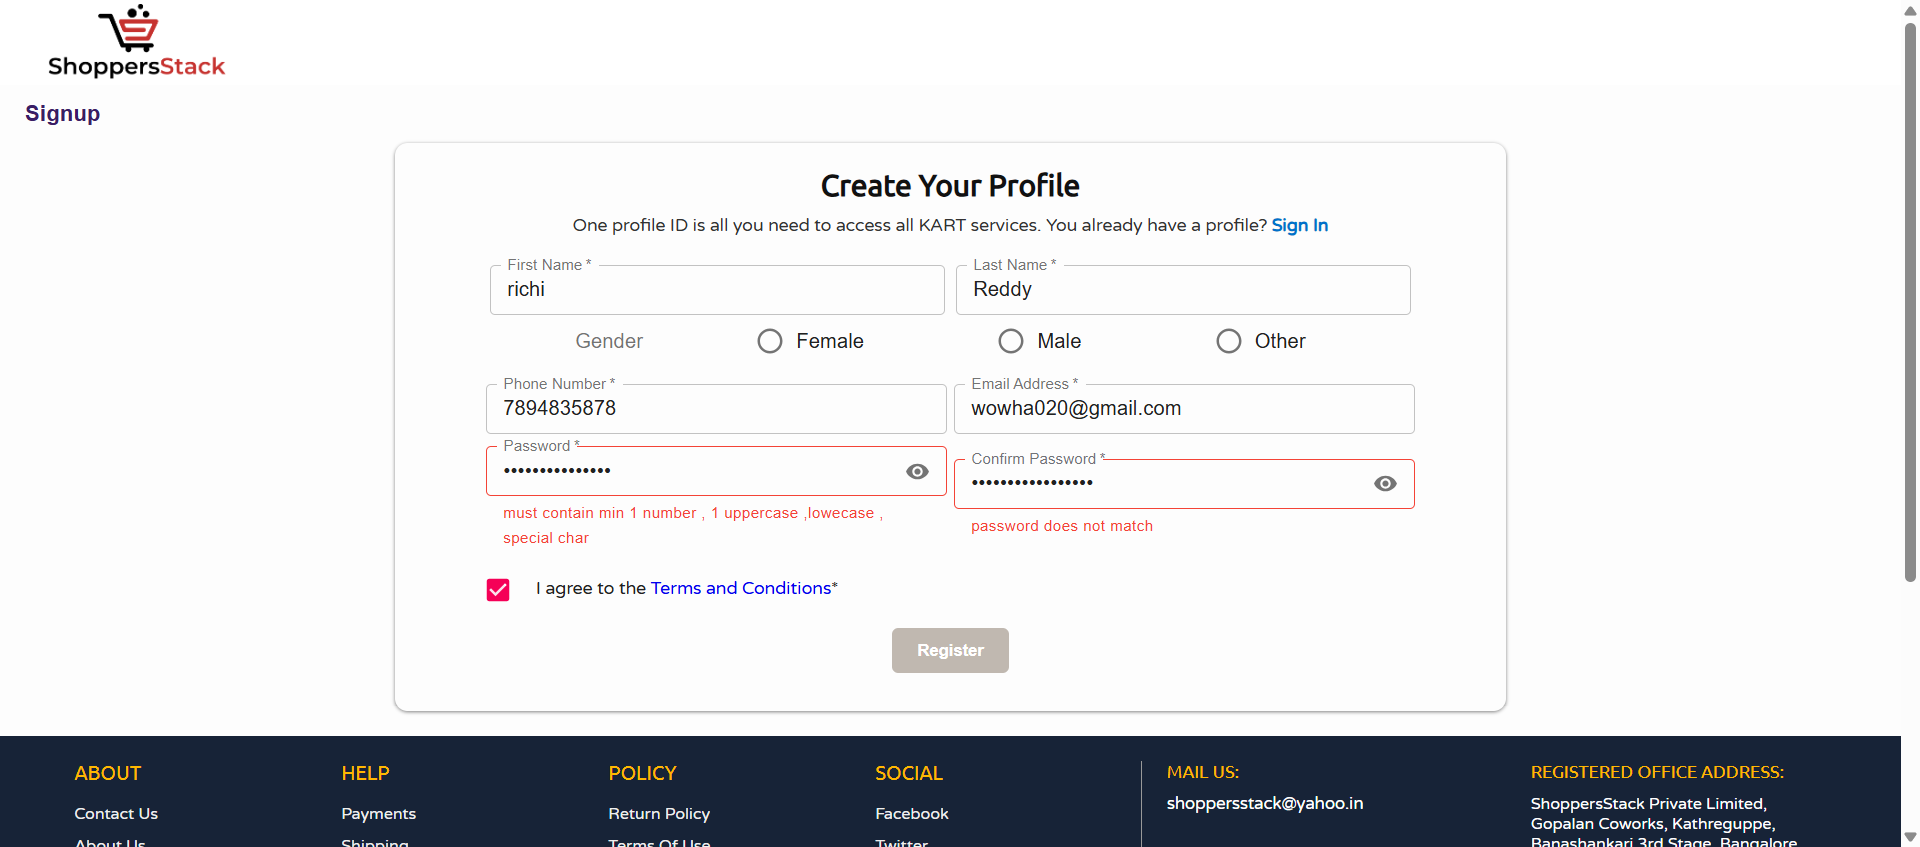 ShoppersStack
Signup
Create Your Profile
One profile ID is all you need to access all KART services. You already have a profile? Sign In
First Name *
richi
Last Name *
Reddy
Gender
Female
Male
Other
Phone Number *
7894835878
Email Address *
wowha020@gmail.com
Password *
•••••••••••••••
must contain min 1 number , 1 uppercase ,lowecase ,
special char
Confirm Password *
•••••••••••••••••
password does not match
I agree to the Terms and Conditions*
Register
ABOUT
Contact Us
About Us
HELP
Payments
Shipping
POLICY
Return Policy
Terms Of Use
SOCIAL
Facebook
Twitter
MAIL US:
shoppersstack@yahoo.in
REGISTERED OFFICE ADDRESS:
ShoppersStack Private Limited,
Gopalan Coworks, Kathreguppe,
Banashankari 3rd Stage, Bangalore